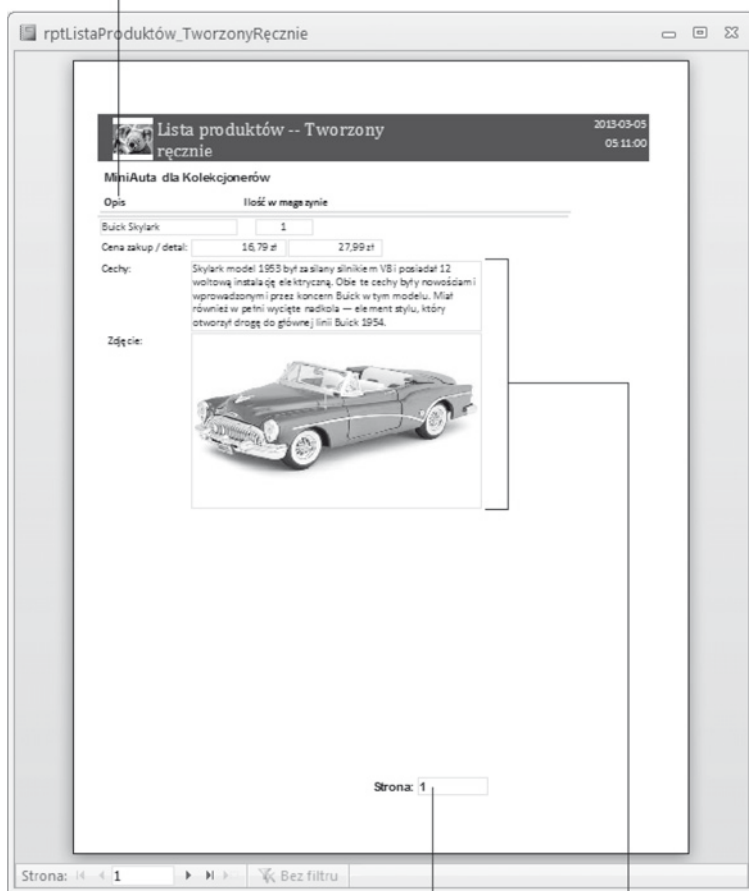 rptListaProduktów_TworzonyRęcznie
Lista produktów -- Tworzony
ręcznie
2013-03-05
05:11:00
MiniAuta dla Kolekcjonerów
Opis Ilość w magazynie
Buick Skylark 1
Cena zakup / detal: 16,79 zł 27,99 zł
Cechy: Skylark model 1953 był zasilany silnikiem V8 i posiadał 12
woltową instalację elektryczną. Obie te cechy były nowościami
wprowadzonymi przez koncern Buick w tym modelu. Miał
również w pełni wycięte nadkola — element stylu, który
otworzył drogę do głównej linii Buick 1954.
Zdjęcie:
Strona: 1
Strona: 1 Bez filtru